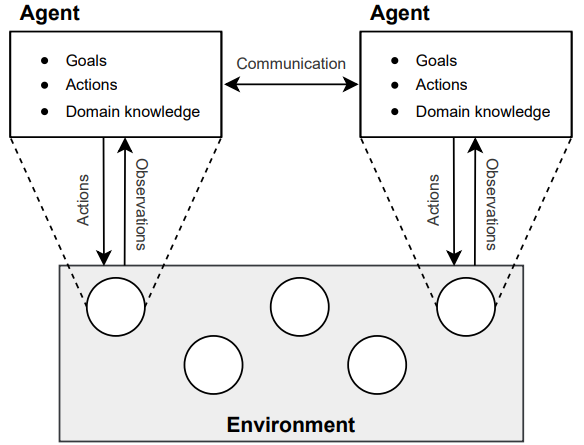 Agent
Agent
Goals
Actions
Domain knowledge
Communication
Goals
Actions
Domain knowledge
Actions
Observations
Actions
Observations
Environment